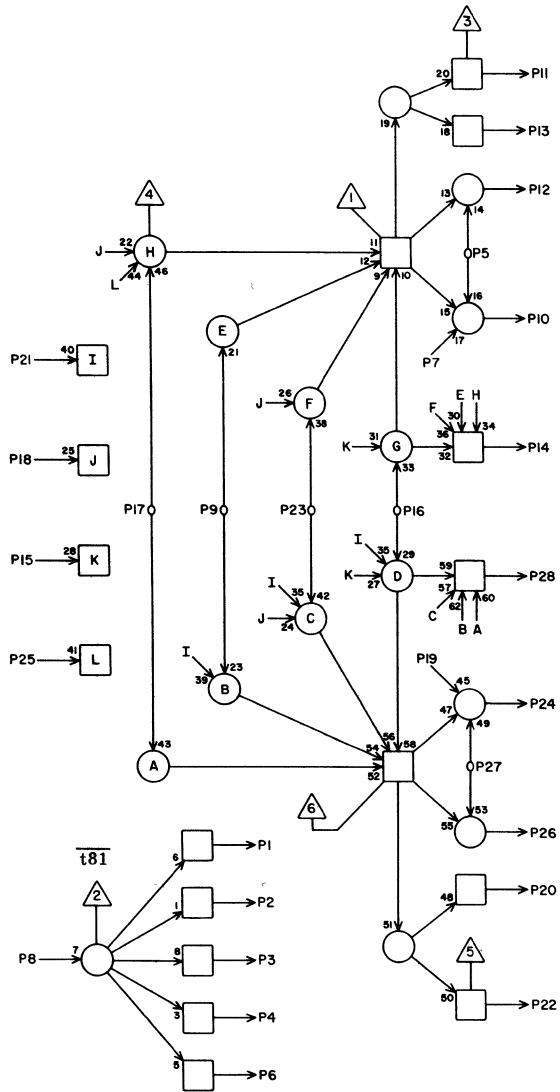 3
20
P11
19
18
P13
4
1
13
P12
14
J
22
H
11
44
46
L
12
9
10
P5
16
E
21
15
P10
17
P7
40
P21
I
J
26
F
38
E
H
F
30
34
25
P18
J
K
31
G
36
32
P14
33
P17
P9
P23
P16
28
P15
K
I
35
29
59
P28
K
27
D
57
I
35
42
62
60
C
B
A
J
24
C
41
P25
L
I
23
39
B
P19
45
47
P24
49
43
A
56
54
58
52
P27
53
6
55
P26
t81
6
P1
2
1
P2
48
P20
P8
7
8
P3
51
5
3
P4
50
P22
5
P6